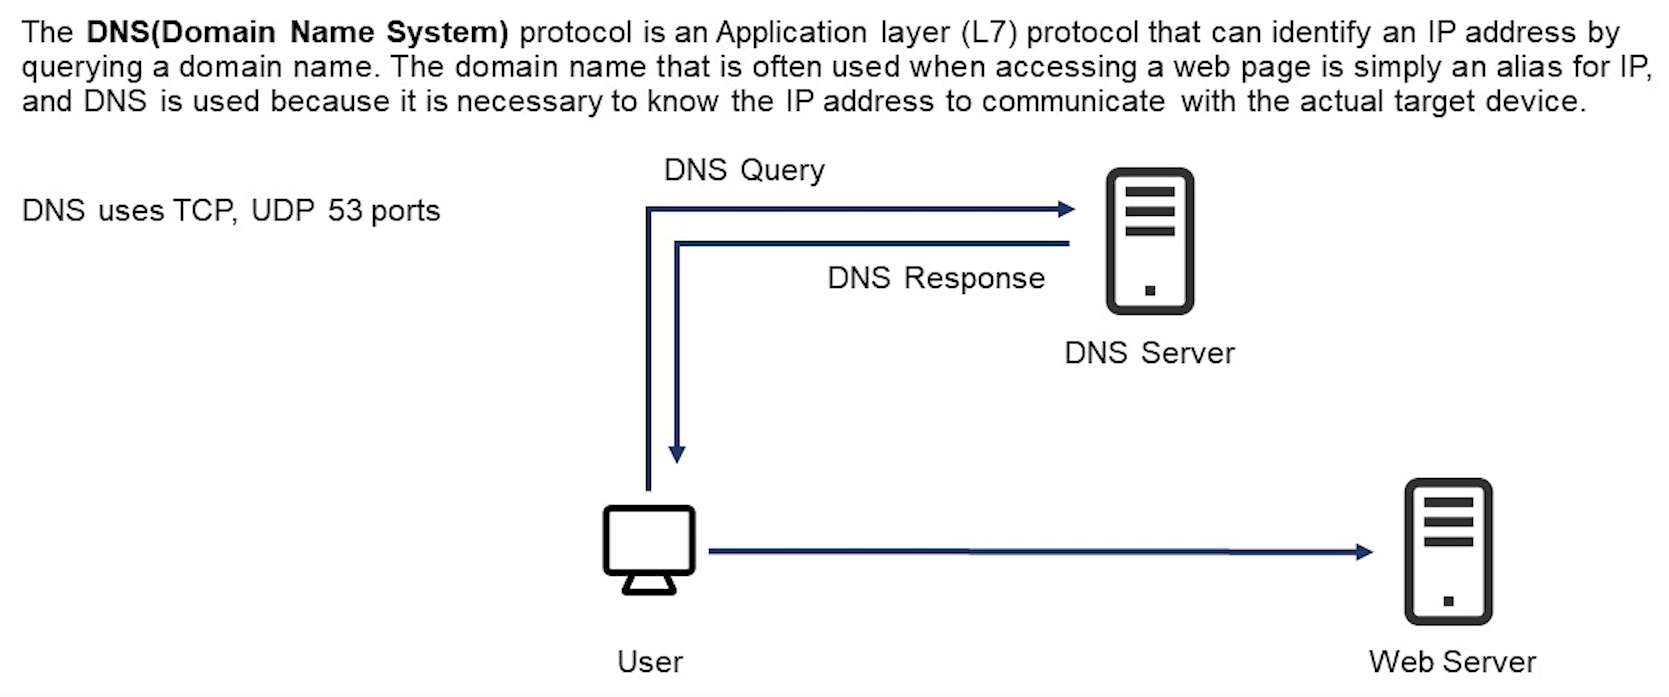 The DNS(Domain Name System) protocol is an Application layer (L7) protocol that can identify an IP address by
querying a domain name. The domain name that is often used when accessing a web page is simply an alias for IP,
and DNS is used because it is necessary to know the IP address to communicate with the actual target device.
DNS Query
DNS uses TCP, UDP 53 ports
DNS Response
DNS Server
User
Web Server